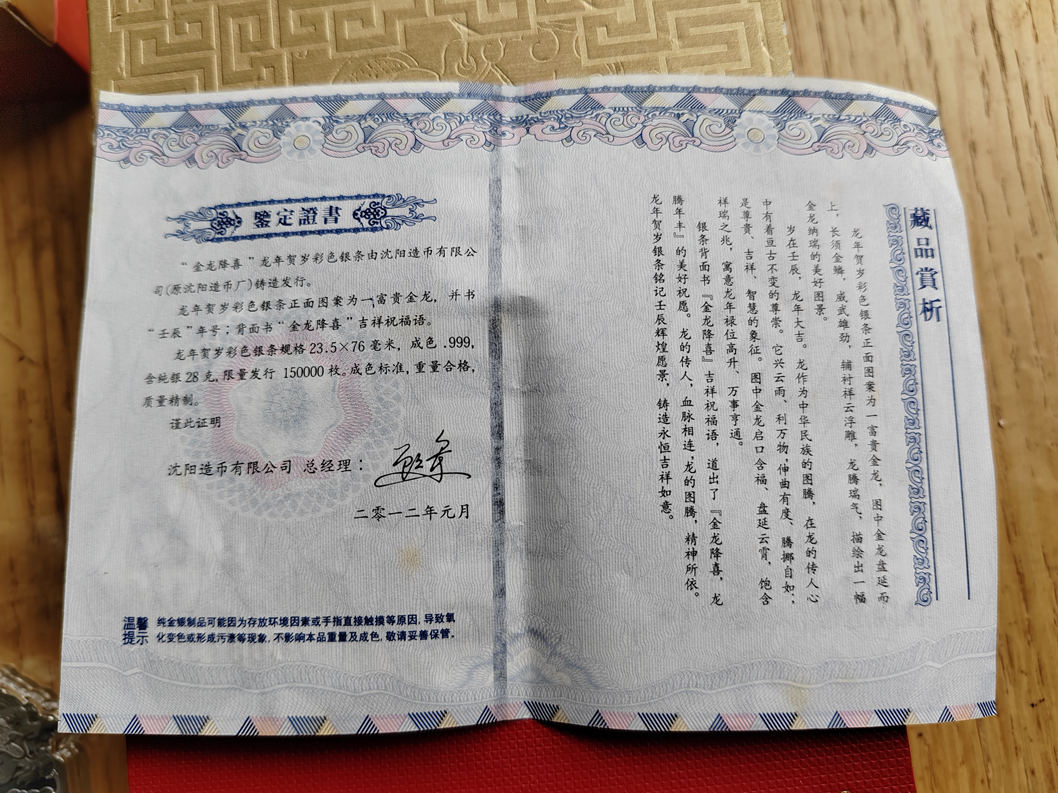 鉴定證書
“金龙降喜”龙年贺岁彩色银条由沈阳造币有限公
司(原沈阳造币厂)铸造发行。
龙年贺岁彩色银条正面图案为一富贵金龙，并书
“壬辰”年号；背面书“金龙降喜”吉祥祝福语。
龙年贺岁彩色银条规格23.5×76毫米，成色.999，
含纯银28克,限量发行 150000 枚。成色标准，重量合格，
质量精制。
谨此证明
沈阳造币有限公司 总经理：
二零一二年元月
温馨
提示
纯金银制品可能因为存放环境因素或手指直接触摸等原因,导致氧
化变色或形成污素等现象,不影响本品重量及成色,敬请妥善保管。
藏品賞析
龙年贺岁彩色银条正面图案为一富贵金龙，图中金龙盘延而
上，长须金鳞，威武雄劲，辅衬祥云浮雕，龙腾瑞气，描绘出一幅
金龙纳瑞的美好图景。
岁在壬辰，龙年大吉。龙作为中华民族的图腾，在龙的传人心
中有着亘古不变的尊崇。它兴云雨、利万物,伸曲有度、腾挪自如、
是尊贵、吉祥、智慧的象征。图中金龙启口含福、盘延云霄，饱含
祥瑞之兆，寓意龙年禄位高升、万事亨通。
银条背面书『金龙降喜』吉祥祝福语，道出了『金龙降喜，龙
腾年丰』的美好祝愿。龙的传人，血脉相连,龙的图腾，精神所依。
龙年贺岁银条铭记壬辰辉煌愿景，铸造永恒吉祥如意。